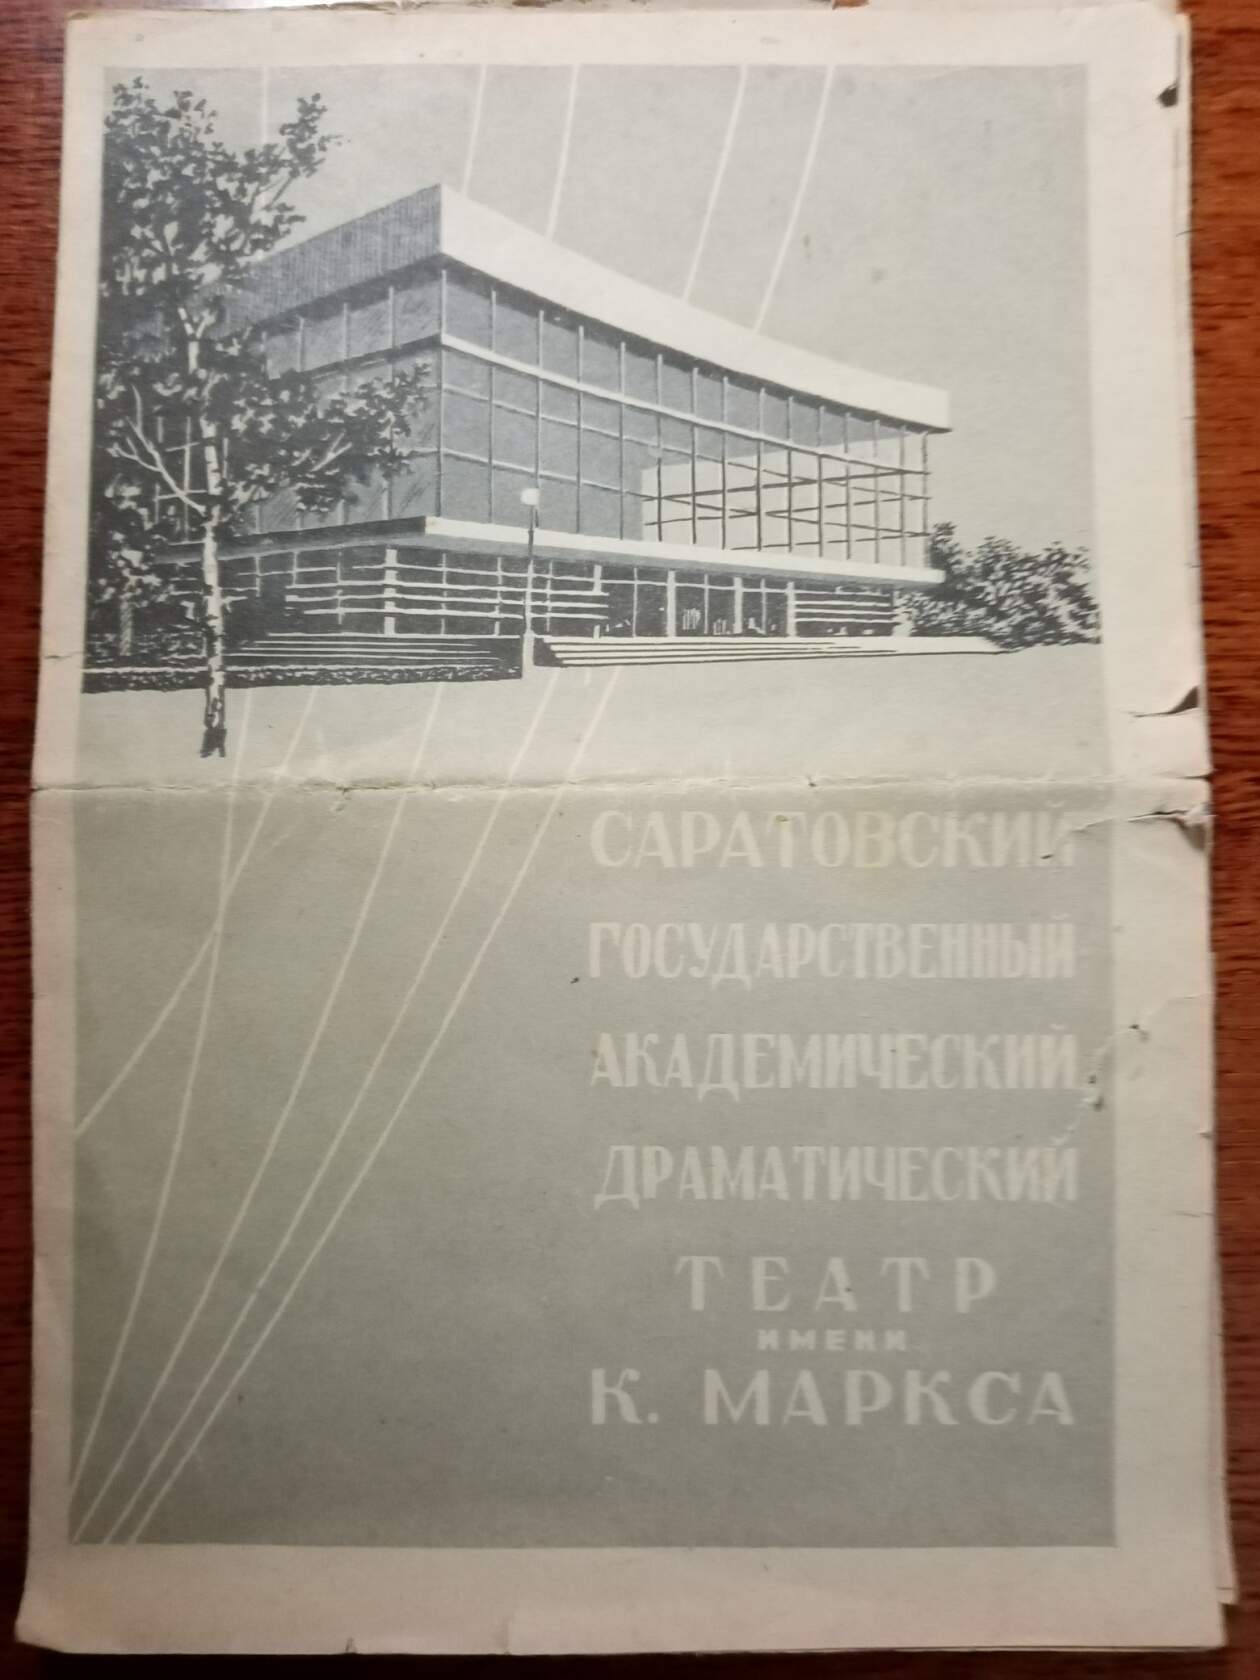 САРАТОВСКИЙ
ГОСУДАРСТВЕННЫЙ
АКАДЕМИЧЕСКИЙ
ДРАМАТИЧЕСКИЙ
ТЕАТР
ИМЕНИ
К. МАРКСА